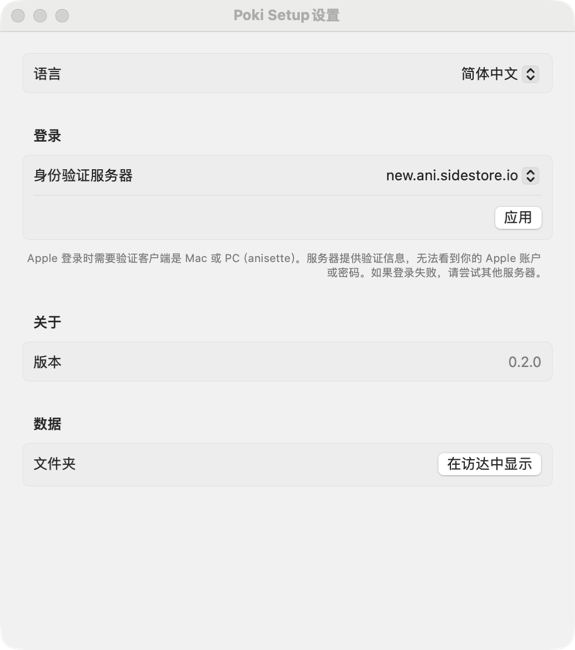 Poki Setup设置
语言
简体中文
登录
身份验证服务器
new.ani.sidestore.io
应用
Apple 登录时需要验证客户端是 Mac 或 PC (anisette)。服务器提供验证信息，无法看到你的 Apple 账户
或密码。如果登录失败，请尝试其他服务器。
关于
版本
0.2.0
数据
文件夹
在访达中显示